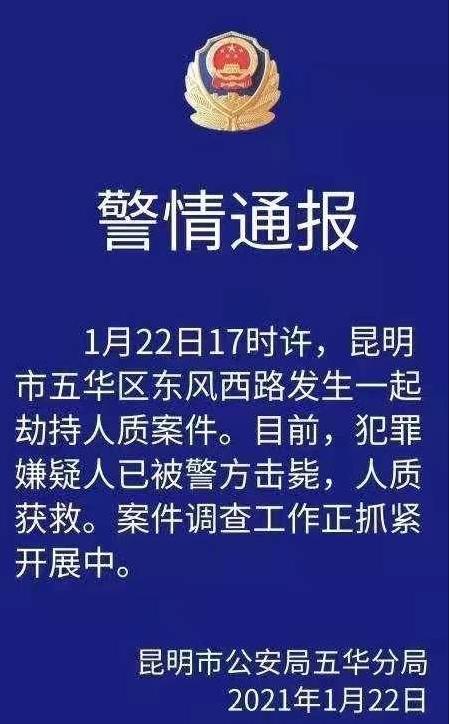 警情通报
1月22日17时许，昆明
市五华区东风西路发生一起
劫持人质案件。目前，犯罪
嫌疑人已被警方击毙，人质
获救。案件调查工作正抓紧
开展中。
昆明市公安局五华分局
2021年1月22日